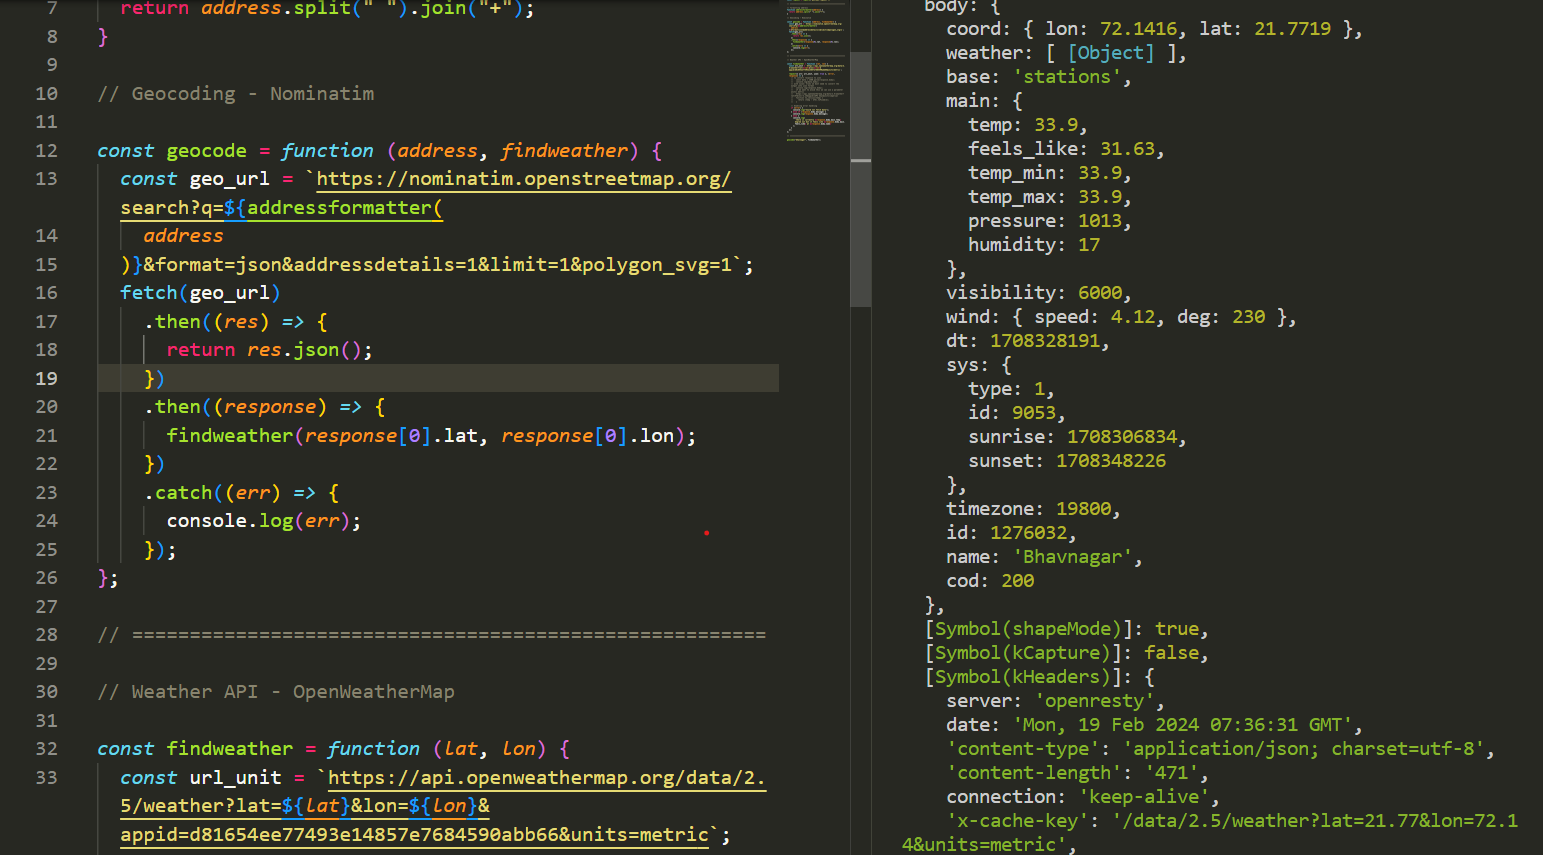 7 return address.split(" ").join("+");
8 }
9
10 // Geocoding - Nominatim
11
12 const geocode = function (address, findweather) {
13 const geo_url = `https://nominatim.openstreetmap.org/
search?q=${addressformatter(
14 address
15 )}&format=json&addressdetails=1&limit=1&polygon_svg=1`;
16 fetch(geo_url)
17 .then((res) => {
18 return res.json();
19 })
20 .then((response) => {
21 findweather(response[0].lat, response[0].lon);
22 })
23 .catch((err) => {
24 console.log(err);
25 });
26 };
27
28 // =======================================================
29
30 // Weather API - OpenWeatherMap
31
32 const findweather = function (lat, lon) {
33 const url_unit = `https://api.openweathermap.org/data/2.
5/weather?lat=${lat}&lon=${lon}&
appid=d81654ee77493e14857e7684590abb66&units=metric`;
body: {
coord: { lon: 72.1416, lat: 21.7719 },
weather: [ [Object] ],
base: 'stations',
main: {
temp: 33.9,
feels_like: 31.63,
temp_min: 33.9,
temp_max: 33.9,
pressure: 1013,
humidity: 17
},
visibility: 6000,
wind: { speed: 4.12, deg: 230 },
dt: 1708328191,
sys: {
type: 1,
id: 9053,
sunrise: 1708306834,
sunset: 1708348226
},
timezone: 19800,
id: 1276032,
name: 'Bhavnagar',
cod: 200
},
[Symbol(shapeMode)]: true,
[Symbol(kCapture)]: false,
[Symbol(kHeaders)]: {
server: 'openresty',
date: 'Mon, 19 Feb 2024 07:36:31 GMT',
'content-type': 'application/json; charset=utf-8',
'content-length': '471',
connection: 'keep-alive',
'x-cache-key': '/data/2.5/weather?lat=21.77&lon=72.1
4&units=metric',